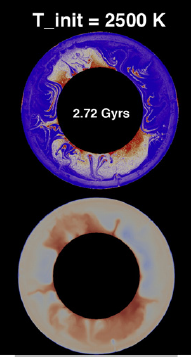 T_init = 2500 K
2.72 Gyrs